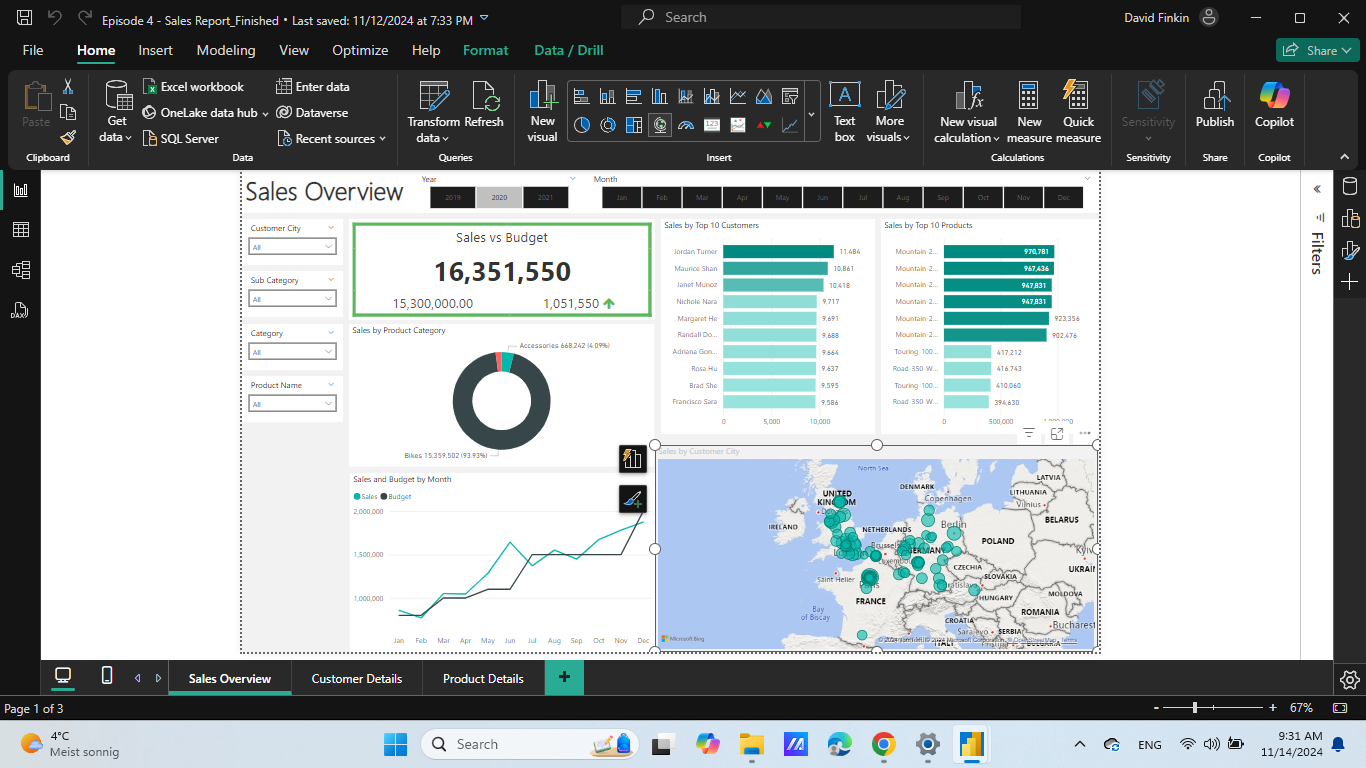 Episode 4 - Sales Report_Finished • Last saved: 11/12/2024 at 7:33 PM
Search
David Finkin
File Home Insert Modeling View Optimize Help Format Data / Drill
Share
Paste
Clipboard
Get data
Excel workbook
OneLake data hub
SQL Server
Enter data
Dataverse
Recent sources
Data
Transform data
Refresh
Queries
New visual
Text box
More visuals
Insert
New visual calculation
New measure
Quick measure
Calculations
Sensitivity
Sensitivity
Publish
Share
Copilot
Copilot
Sales Overview
Year
2019 2020 2021
Month
Jan Feb Mar Apr May Jun Jul Aug Sep Oct Nov Dec
Customer City
All
Sub Category
All
Category
All
Product Name
All
Sales vs Budget
16,351,550
15,300,000.00 1,051,550
Sales by Product Category
Accessories 668,242 (4.09%)
Bikes 15,359,502 (93.93%)
Sales and Budget by Month
Sales Budget
2,000,000
1,500,000
1,000,000
Jan Feb Mar Apr May Jun Jul Aug Sep Oct Nov Dec
Sales by Top 10 Customers
Jordan Turner 11,484
Maurice Shan 10,861
Janet Munoz 10,418
Nichole Nara 9,717
Margaret He 9,691
Randall Do... 9,688
Adriana Gon... 9,664
Rosa Hu 9,637
Brad She 9,595
Francisco Sara 9,586
0 5,000 10,000
Sales by Top 10 Products
Mountain-2... 970,781
Mountain-2... 967,436
Mountain-2... 947,831
Mountain-2... 947,831
Mountain-2... 923,356
Mountain-2... 902,476
Touring-100... 417,212
Road-350-W... 416,743
Touring-100... 410,060
Road-350-W... 394,630
0 500,000
Sales by Customer City
North Sea
UNITED KINGDOM
IRELAND
DENMARK
Copenhagen
LATVIA
LITHUANIA
Vilnius
BELARUS
NETHERLANDS
Berlin
POLAND
Brussels
GERMANY
Kyiv
UKRAIN
CZECHIA
SLOVAKIA
Saint Helier
Paris
FRANCE
HUNGARY
MOLDOVA
Bay of Biscay
ROMANIA
CROATIA
Bucharest
SERBIA
Microsoft Bing
© OpenStreetMap Terms
Filters
DAX
Sales Overview Customer Details Product Details
Page 1 of 3
- + 67%
4°C
Meist sonnig
Search
ENG
9:31 AM
11/14/2024